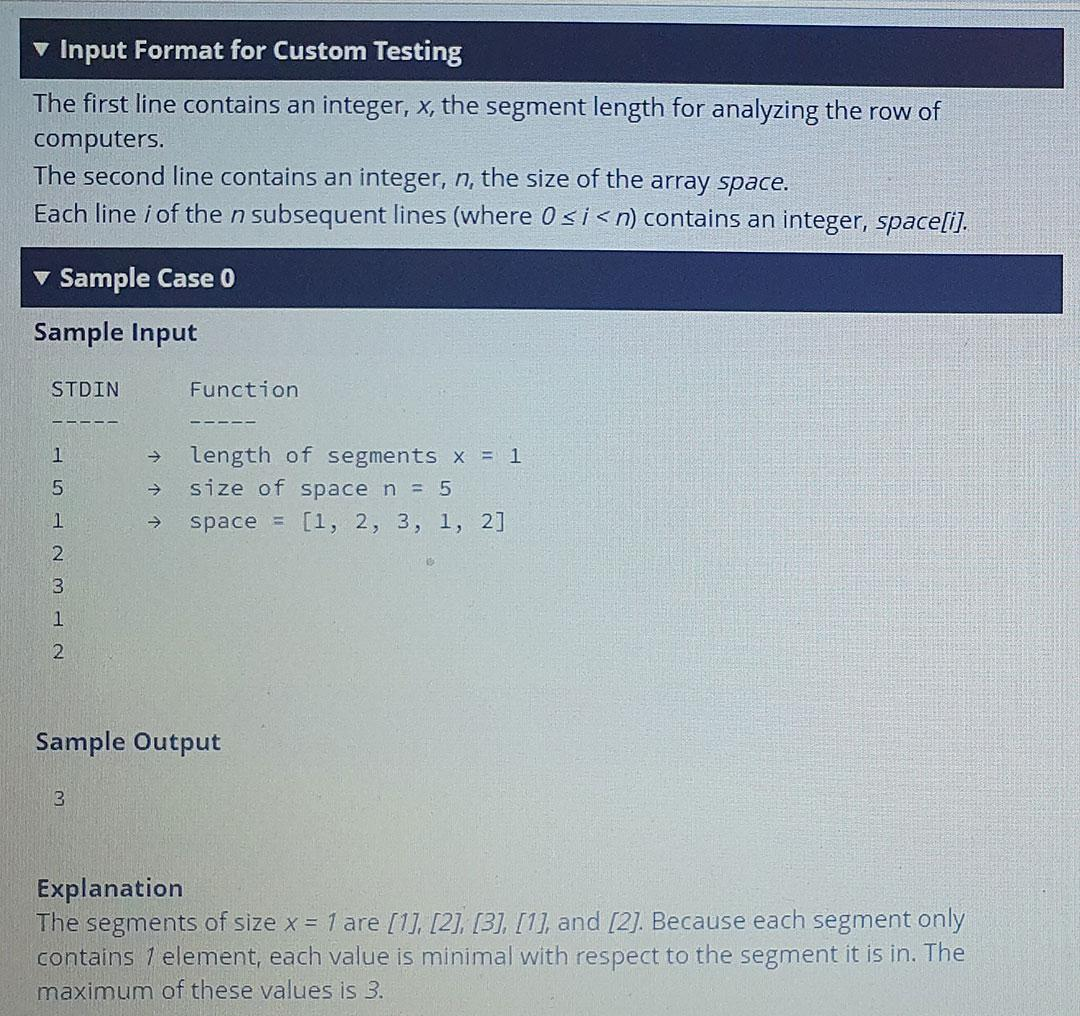 ▼ Input Format for Custom Testing
The first line contains an integer, x, the segment length for analyzing the row of
computers.
The second line contains an integer, n, the size of the array space.
Each line i of the n subsequent lines (where 0 ≤ i < n) contains an integer, space[i].
▼ Sample Case 0
Sample Input
STDIN Function
----- -----
1 → length of segments x = 1
5 → size of space n = 5
1 → space = [1, 2, 3, 1, 2]
2
3
1
2
Sample Output
3
Explanation
The segments of size x = 1 are [1], [2], [3], [1], and [2]. Because each segment only
contains 1 element, each value is minimal with respect to the segment it is in. The
maximum of these values is 3.